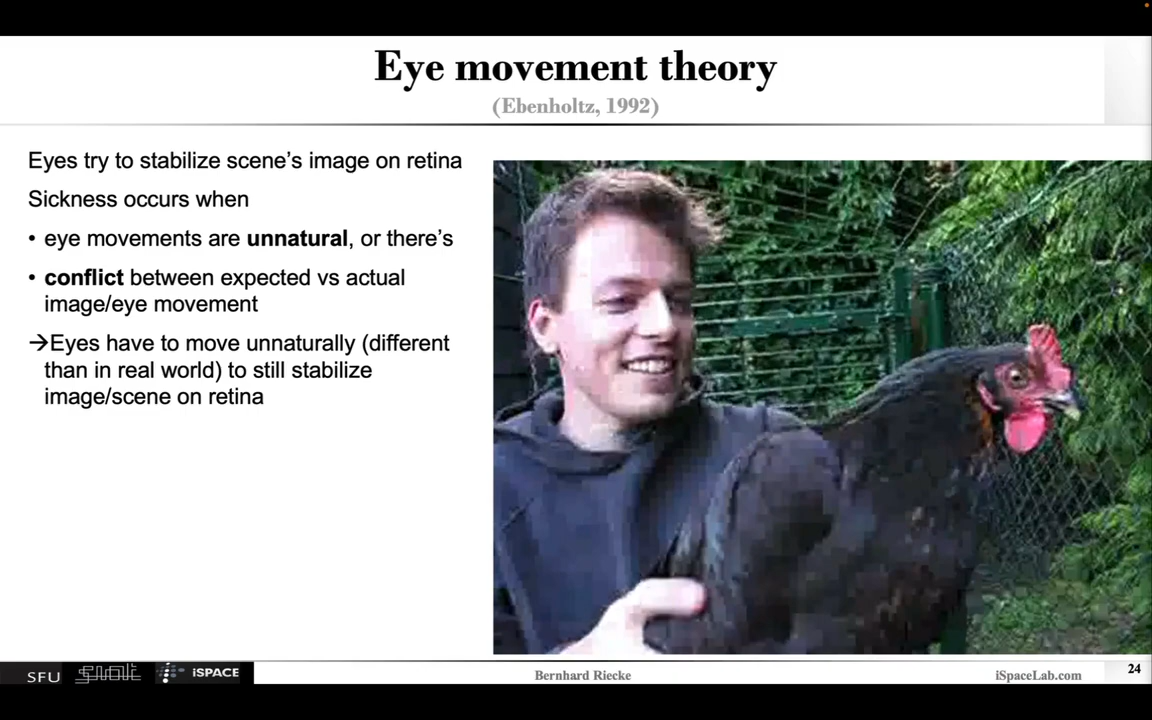 Eye movement theory
(Ebenholtz, 1992)
Eyes try to stabilize scene's image on retina
Sickness occurs when
• eye movements are unnatural, or there's
• conflict between expected vs actual
image/eye movement
→Eyes have to move unnaturally (different
than in real world) to still stabilize
image/scene on retina
SFU
iSPACE
Bernhard Riecke
iSpaceLab.com
24